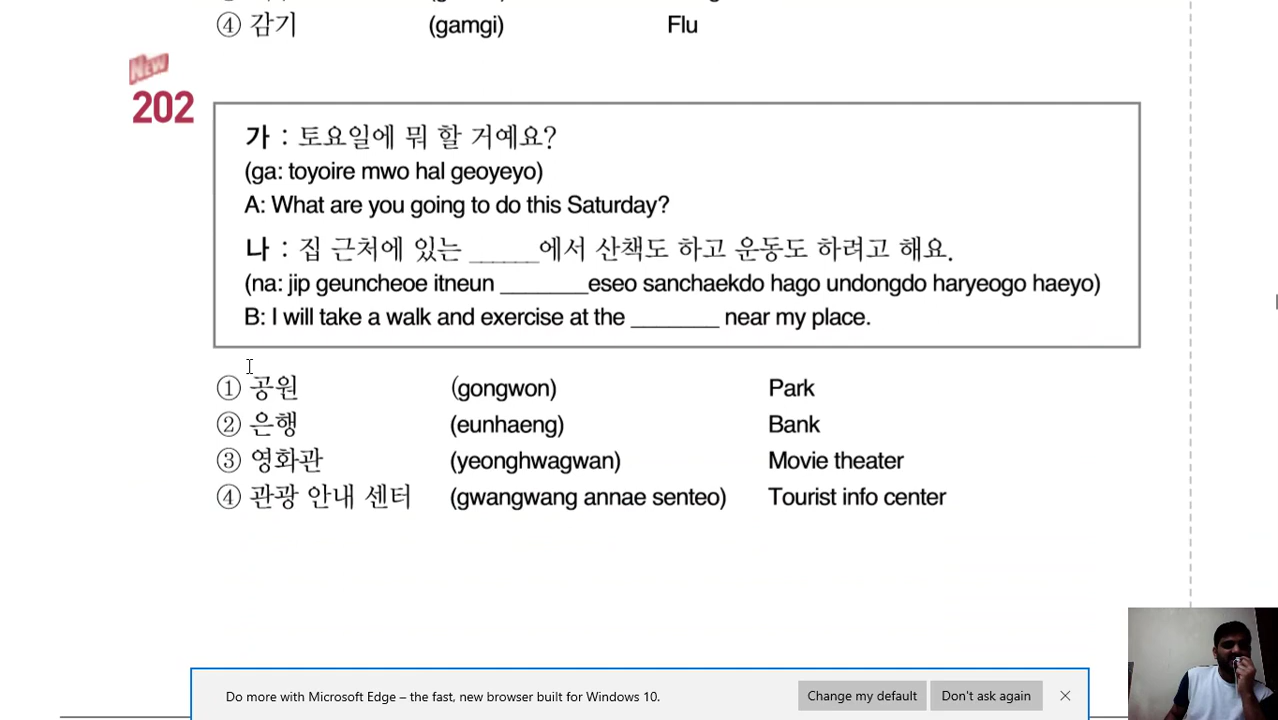 ④ 감기 (gamgi) Flu
New
202
가 : 토요일에 뭐 할 거예요?
(ga: toyoire mwo hal geoyeyo)
A: What are you going to do this Saturday?
나 : 집 근처에 있는 ______에서 산책도 하고 운동도 하려고 해요.
(na: jip geuncheoe itneun _______eseo sanchaekdo hago undongdo haryeogo haeyo)
B: I will take a walk and exercise at the _______ near my place.
① 공원 (gongwon) Park
② 은행 (eunhaeng) Bank
③ 영화관 (yeonghwagwan) Movie theater
④ 관광 안내 센터 (gwangwang annae senteo) Tourist info center
Do more with Microsoft Edge – the fast, new browser built for Windows 10. Change my default Don't ask again